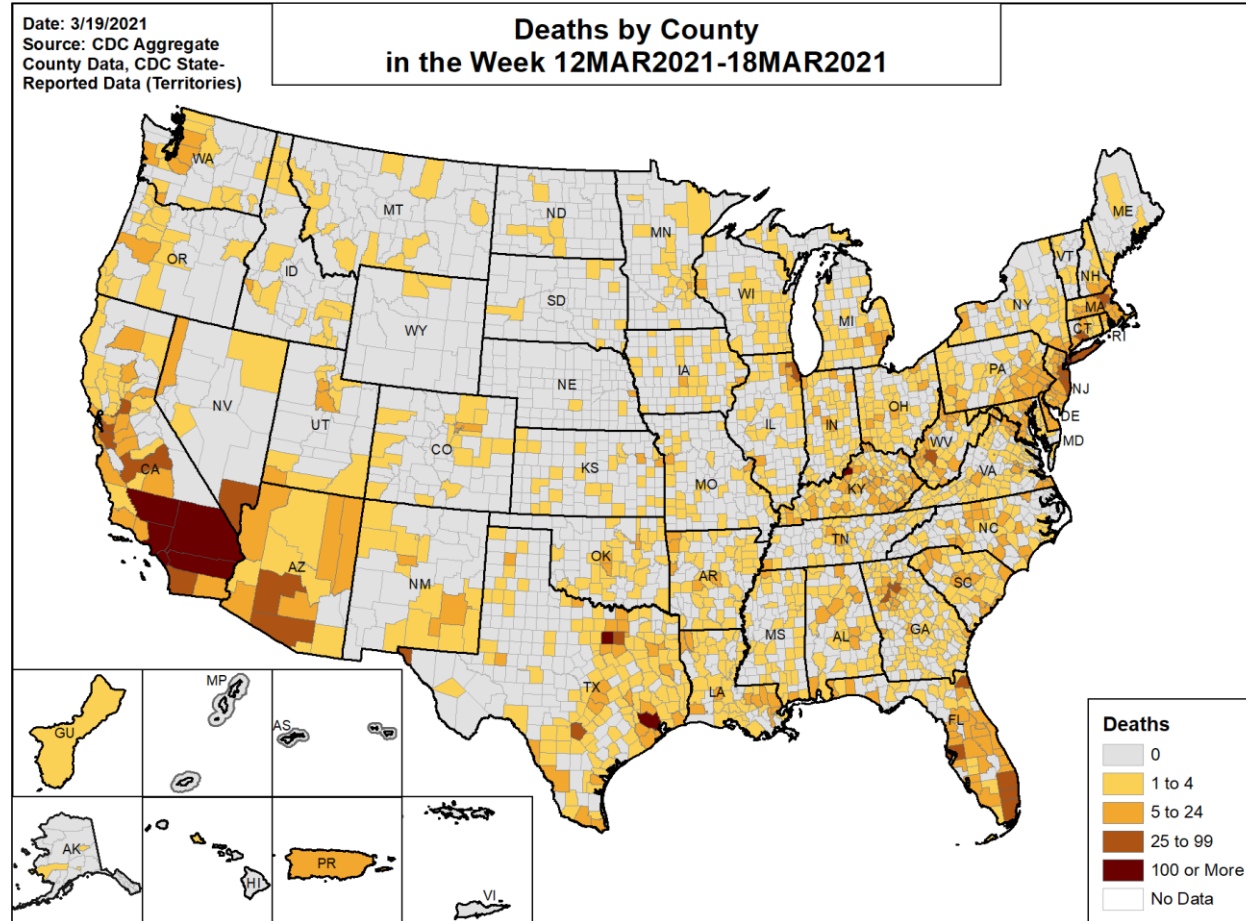 Date: 3/19/2021
Source: CDC Aggregate
County Data, CDC State-
Reported Data (Territories)
Deaths by County
in the Week 12MAR2021-18MAR2021
WA
MT
ND
MN
ME
OR
ID
SD
WI
MI
VT
NH
NY
MA
CT
RI
WY
IA
NE
PA
NJ
NV
UT
CO
IL
IN
OH
DE
MD
WV
VA
CA
KS
MO
KY
AZ
NM
OK
AR
TN
NC
SC
MS
AL
GA
TX
LA
FL
GU
MP
AS
AK
HI
PR
VI
Deaths
0
1 to 4
5 to 24
25 to 99
100 or More
No Data